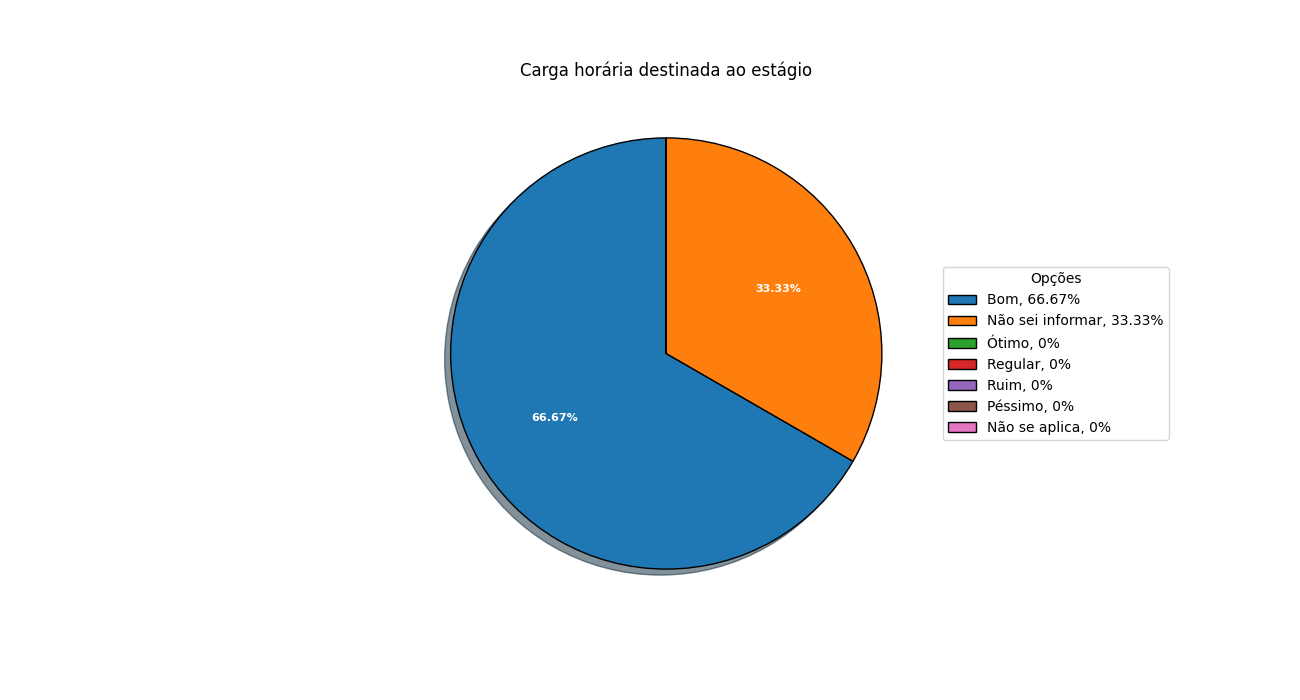 Carga horária destinada ao estágio
33.33%
66.67%
Opções
Bom, 66.67%
Não sei informar, 33.33%
Ótimo, 0%
Regular, 0%
Ruim, 0%
Péssimo, 0%
Não se aplica, 0%